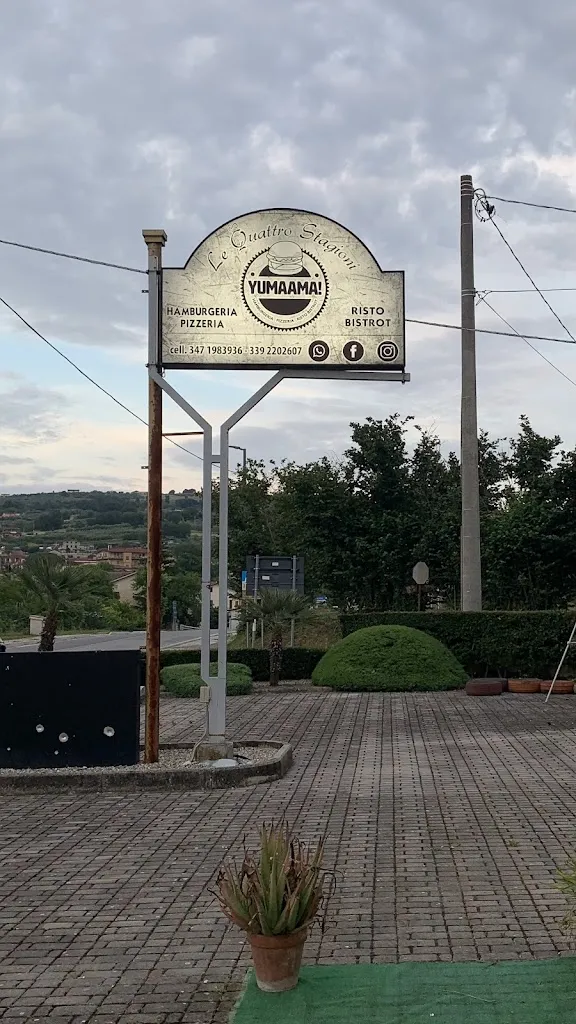 Le Quattro Stagioni
YUMAAMA!
HAMBURGERIA
PIZZERIA
RISTO
BISTROT
cell. 347 1983936 - 339 2202607